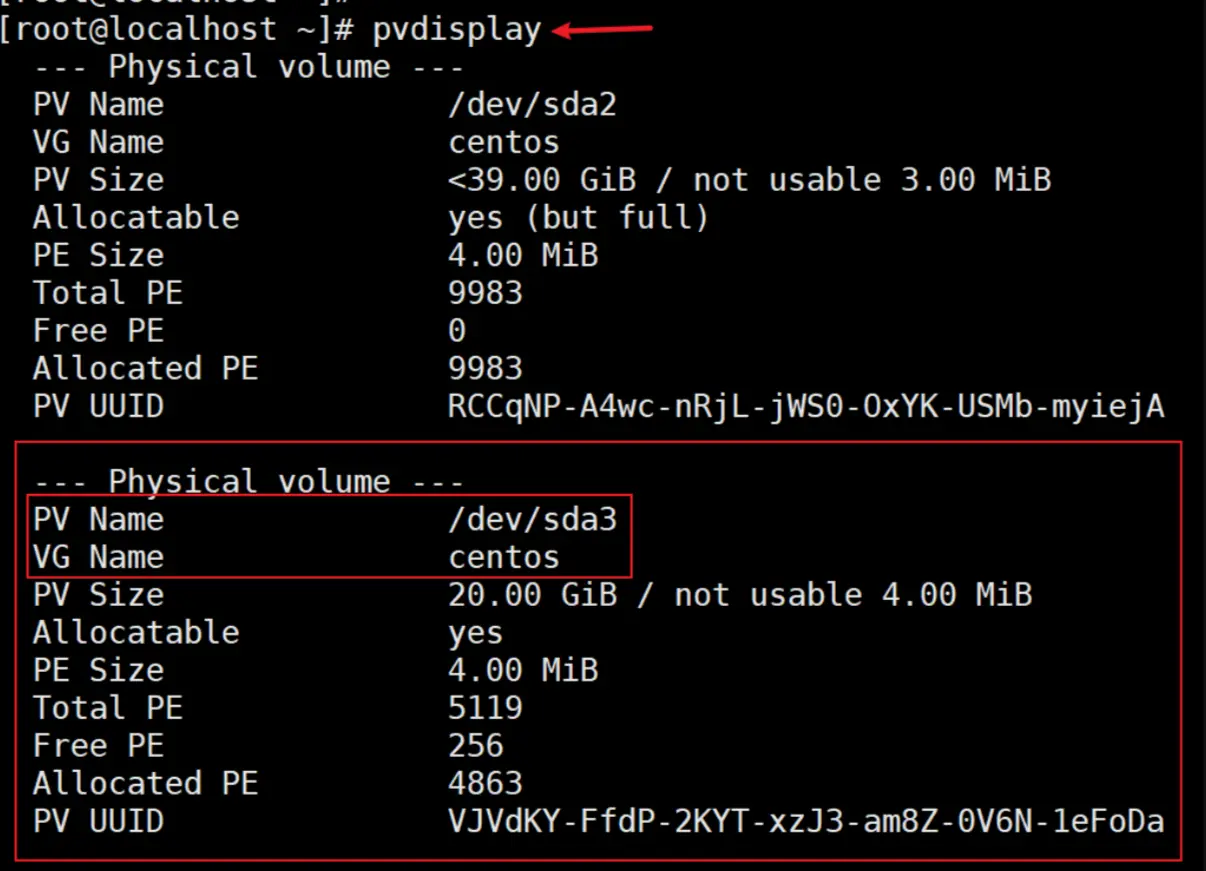 [root@localhost ~]#
[root@localhost ~]# pvdisplay
--- Physical volume ---
PV Name /dev/sda2
VG Name centos
PV Size <39.00 GiB / not usable 3.00 MiB
Allocatable yes (but full)
PE Size 4.00 MiB
Total PE 9983
Free PE 0
Allocated PE 9983
PV UUID RCCqNP-A4wc-nRjL-jWS0-OxYK-USMb-myiejA
--- Physical volume ---
PV Name /dev/sda3
VG Name centos
PV Size 20.00 GiB / not usable 4.00 MiB
Allocatable yes
PE Size 4.00 MiB
Total PE 5119
Free PE 256
Allocated PE 4863
PV UUID VJVdKY-FfdP-2KYT-xzJ3-am8Z-0V6N-1eFoDa